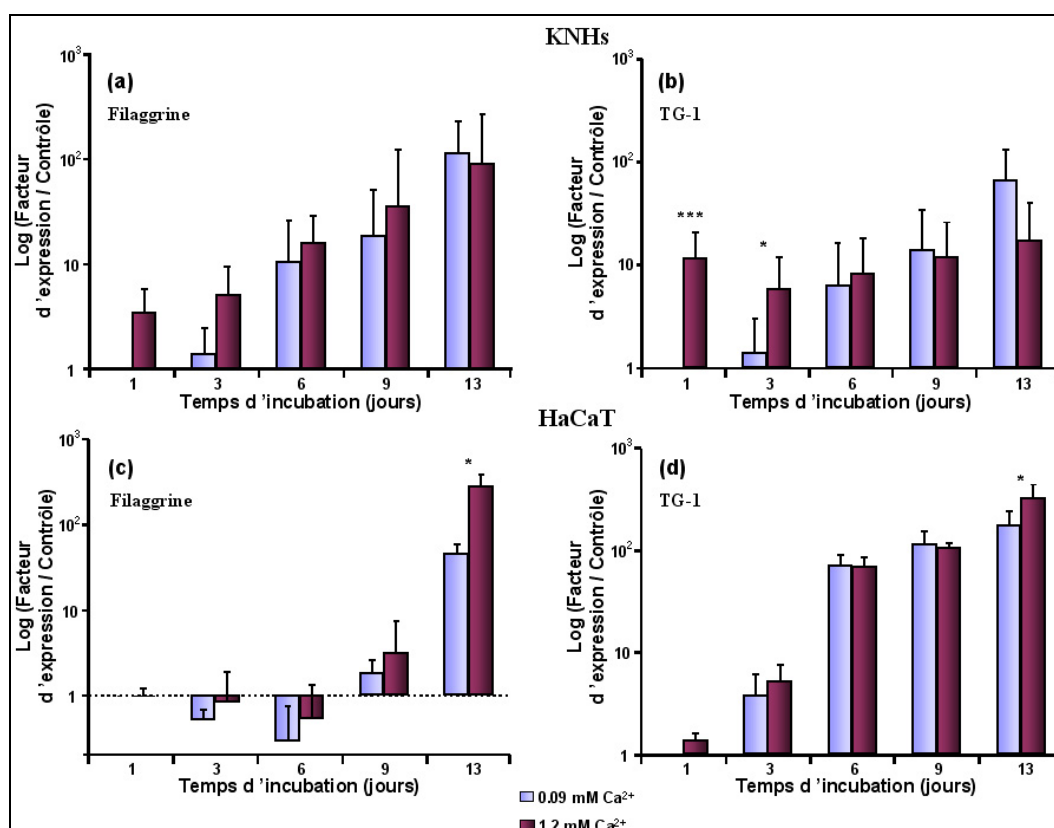 KNHs
(a)
Filaggrine
Log (Facteur
d 'expression / Contrôle)
10³
10²
10
1
1 3 6 9 13
Temps d 'incubation (jours)
(b)
TG-1
Log (Facteur
d 'expression / Contrôle)
10³
10²
10
1
***
*
1 3 6 9 13
Temps d 'incubation (jours)
HaCaT
(c)
Filaggrine
Log (Facteur
d 'expression / Contrôle)
10³
10²
10
1
*
1 3 6 9 13
Temps d 'incubation (jours)
(d)
TG-1
Log (Facteur
d 'expression / Contrôle)
10³
10²
10
1
*
1 3 6 9 13
Temps d 'incubation (jours)
0.09 mM Ca²⁺
1.2 mM Ca²⁺